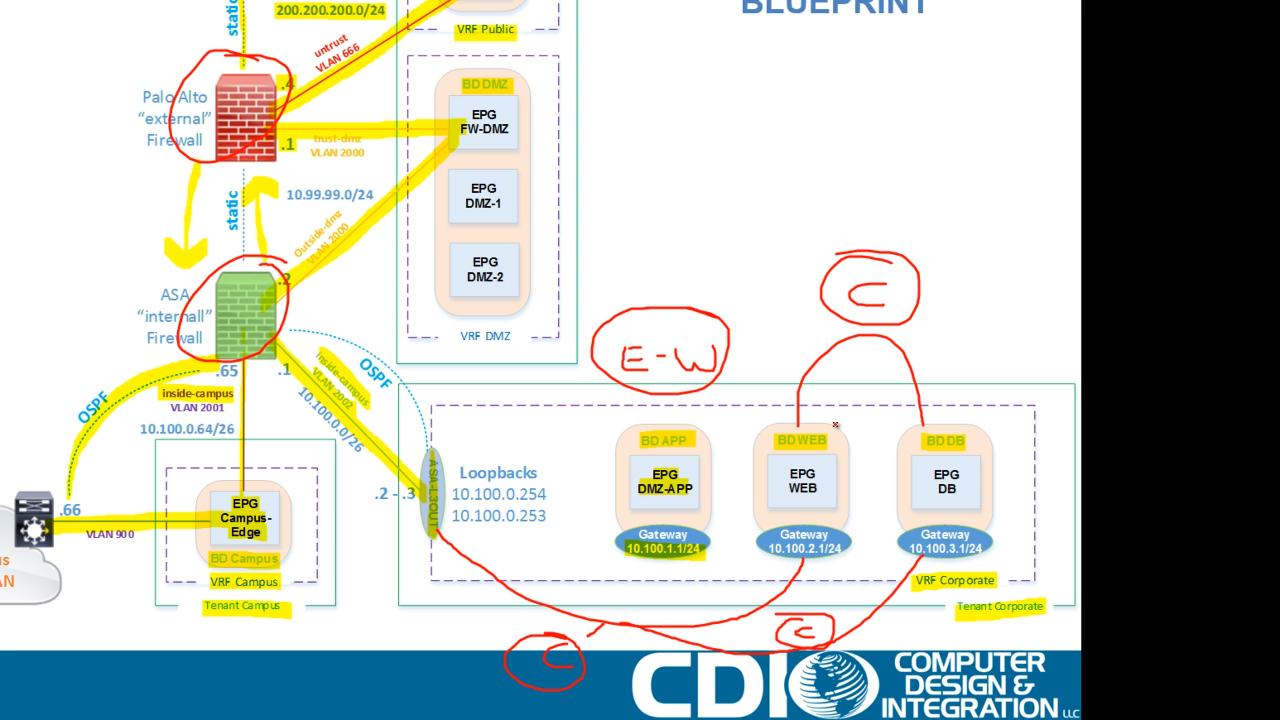 BLUEPRINT
static
200.200.200.0/24
untrust
VLAN 666
VRF Public
Palo Alto
“external”
Firewall
.4
.1
trust-dmz
VLAN 2000
BD DMZ
EPG
FW-DMZ
EPG
DMZ-1
EPG
DMZ-2
VRF DMZ
static
10.99.99.0/24
Outside-dmz
VLAN 2000
.2
ASA
“internal”
Firewall
.65
.1
OSPF
inside-campus
VLAN 2001
10.100.0.64/26
inside-campus
VLAN 2002
10.100.0.0/26
OSPF
E-W
C
.2 - .3
ASA-L3OUT
Loopbacks
10.100.0.254
10.100.0.253
BD APP
EPG
DMZ-APP
Gateway
10.100.1.1/24
BD WEB
EPG
WEB
Gateway
10.100.2.1/24
BD DB
EPG
DB
Gateway
10.100.3.1/24
VRF Corporate
Tenant Corporate
.66
VLAN 900
EPG
Campus-
Edge
BD Campus
VRF Campus
Tenant Campus
C
C
CDI
COMPUTER
DESIGN &
INTEGRATION LLC